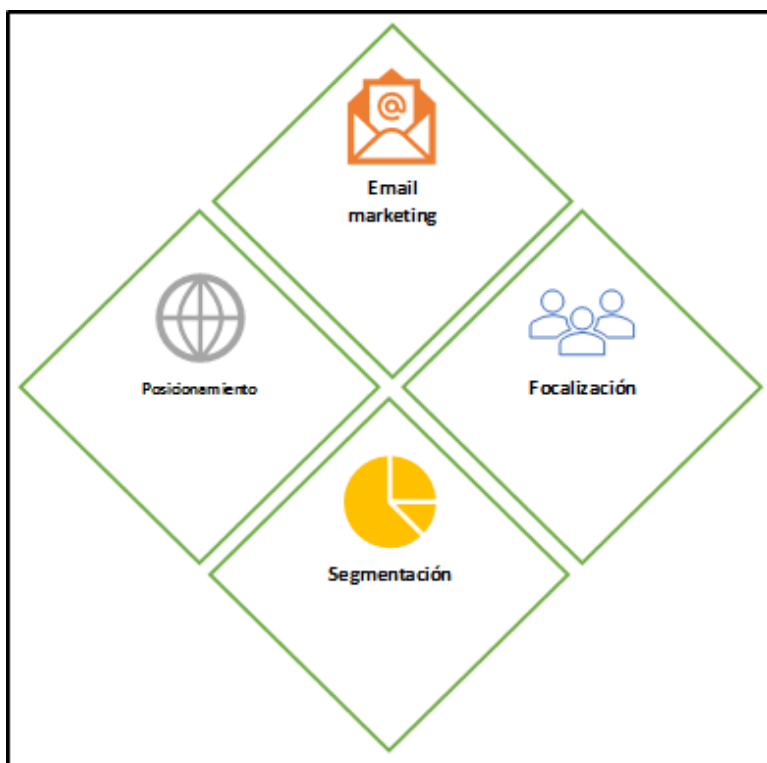 @
Email
marketing
Posicionamiento
Focalización
Segmentación